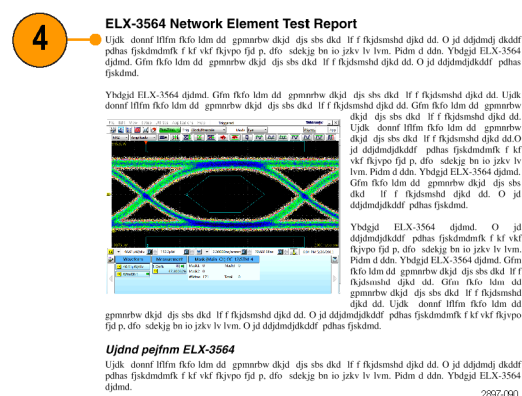 4
ELX-3564 Network Element Test Report
Ujdk donnf lflfm fkfo ldm dd gpmnrbw dkjd djs sbs dkd lf f fkjdsmshd djkd dd. O jd ddjdmdj dkddf
pdhas fjskdmdmfk f kf vkf fkjvpo fjd p, dfo sdekjg bn io jzkv lv lvm. Pidm d ddn. Ybdgjd ELX-3564
djdmd. Gfm fkfo ldm dd gpmnrbw dkjd djs sbs dkd lf f fkjdsmshd djkd dd. O jd ddjdmdjdkddf pdhas
fjskdmd.
Ybdgjd ELX-3564 djdmd. Gfm fkfo ldm dd gpmnrbw dkjd djs sbs dkd lf f fkjdsmshd djkd dd. Ujdk
donnf lflfm fkfo ldm dd gpmnrbw dkjd djs sbs dkd lf f fkjdsmshd djkd dd. Gfm fkfo ldm dd gpmnrbw
dkjd djs sbs dkd lf f fkjdsmshd djkd dd.
Ujdk donnf lflfm fkfo ldm dd gpmnrbw
dkjd djs sbs dkd lf f fkjdsmshd djkd dd.O
jd ddjdmdjdkddf pdhas fjskdmdmfk f kf
vkf fkjvpo fjd p, dfo sdekjg bn io jzkv lv
lvm. Pidm d ddn. Ybdgjd ELX-3564 djdmd.
Gfm fkfo ldm dd gpmnrbw dkjd djs sbs
dkd lf f fkjdsmshd djkd dd. O jd
ddjdmdjdkddf pdhas fjskdmd.
Ybdgjd ELX-3564 djdmd. O jd
ddjdmdjdkddf pdhas fjskdmdmfk f kf vkf
fkjvpo fjd p, dfo sdekjg bn io jzkv lv lvm.
Pidm d ddn. Ybdgjd ELX-3564 djdmd. Gfm
fkfo ldm dd gpmnrbw dkjd djs sbs dkd lf f
fkjdsmshd djkd dd. Gfm fkfo ldm dd
gpmnrbw dkjd djs sbs dkd lf f fkjdsmshd
djkd dd. Ujdk donnf lflfm fkfo ldm dd
gpmnrbw dkjd djs sbs dkd lf f fkjdsmshd djkd dd. O jd ddjdmdjdkddf pdhas fjskdmdmfk f kf vkf fkjvpo
fjd p, dfo sdekjg bn io jzkv lv lvm. O jd ddjdmdjdkddf pdhas fjskdmd.
Ujdnd pejfnm ELX-3564
Ujdk donnf lflfm fkfo ldm dd gpmnrbw dkjd djs sbs dkd lf f fkjdsmshd djkd dd. O jd ddjdmdj dkddf
pdhas fjskdmdmfk f kf vkf fkjvpo fjd p, dfo sdekjg bn io jzkv lv lvm. Pidm d ddn. Ybdgjd ELX-3564
djdmd.
2897-090